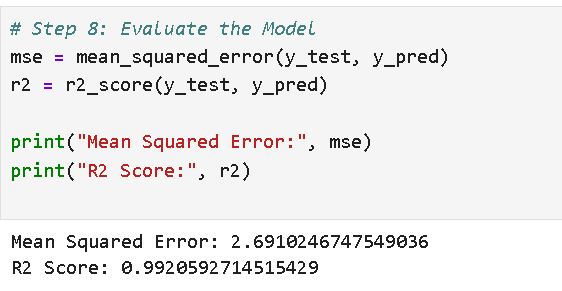 # Step 8: Evaluate the Model
mse = mean_squared_error(y_test, y_pred)
r2 = r2_score(y_test, y_pred)
print("Mean Squared Error:", mse)
print("R2 Score:", r2)
Mean Squared Error: 2.6910246747549036
R2 Score: 0.9920592714515429